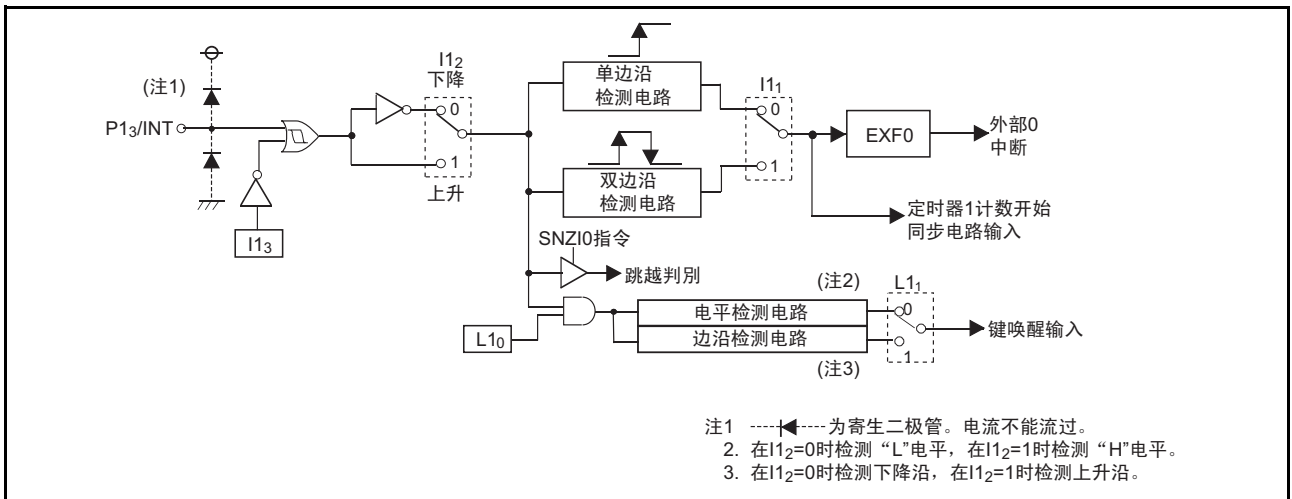 I1₂
下降
(注1)
P1₃/INT
0
1
上升
I1₃
单边沿
检测电路
双边沿
检测电路
I1₁
0
1
EXF0
外部0
中断
定时器1计数开始
同步电路输入
SNZI0指令
跳越判别
L1₀
(注2)
电平检测电路
边沿检测电路
(注3)
L1₁
0
1
键唤醒输入
注1 为寄生二极管。电流不能流过。
2. 在I1₂=0时检测“L”电平，在I1₂=1时检测“H”电平。
3. 在I1₂=0时检测下降沿，在I1₂=1时检测上升沿。